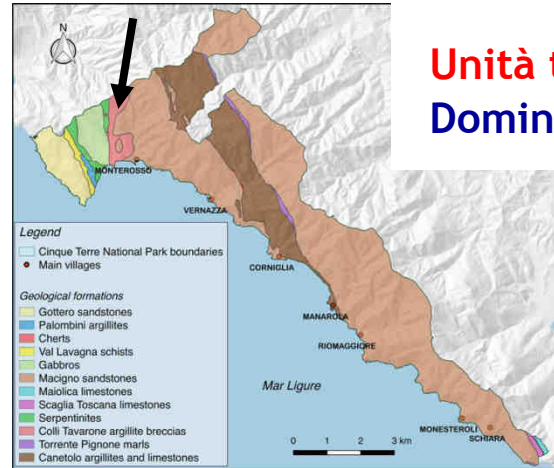 N
Unità
Domin
MONTEROSSO
VERNAZZA
CORNIGLIA
MANAROLA
RIOMAGGIORE
Mar Ligure
MONESTEROLI
SCHIARA
0 1 2 3 km
Legend
Cinque Terre National Park boundaries
Main villages
Geological formations
Gottero sandstones
Palombini argillites
Cherts
Val Lavagna schists
Gabbros
Macigno sandstones
Maiolica limestones
Scaglia Toscana limestones
Serpentinites
Colli Tavarone argillite breccias
Torrente Pignone marls
Canetolo argillites and limestones